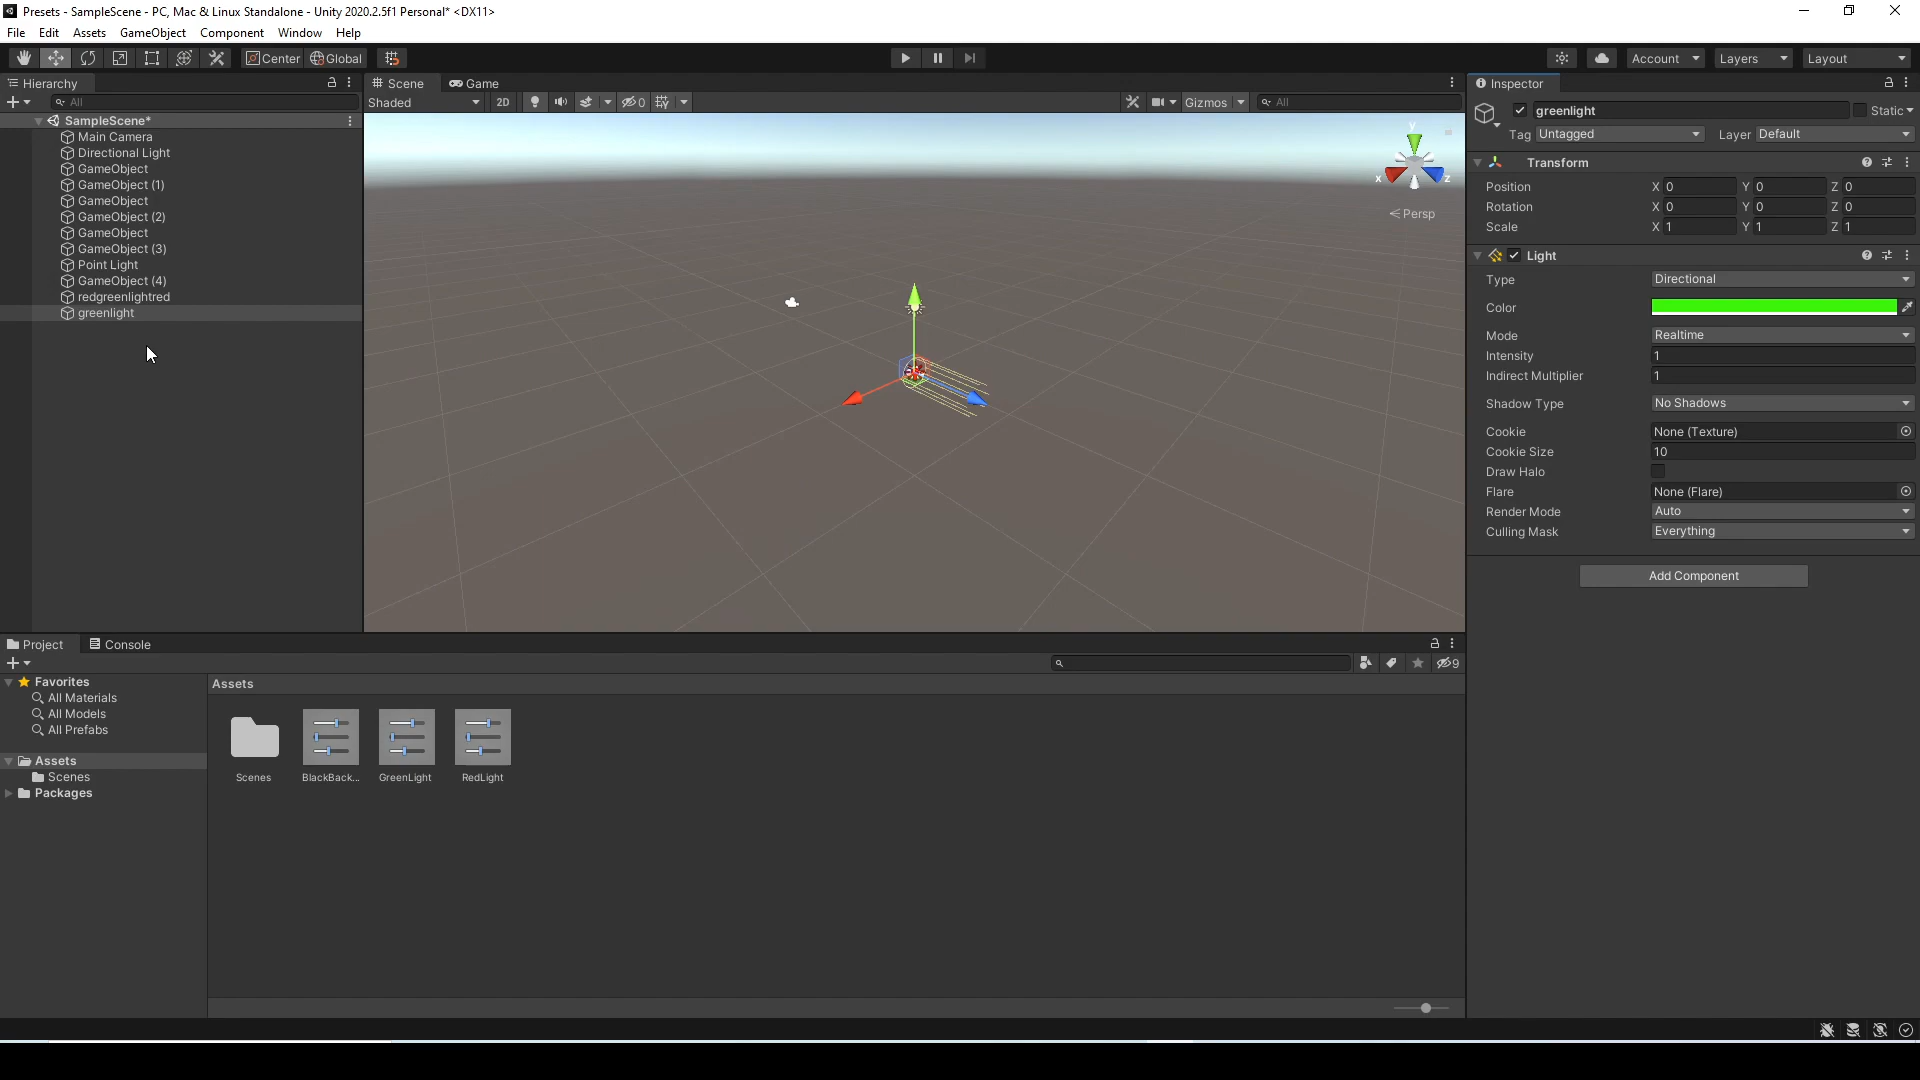 Presets - SampleScene - PC, Mac & Linux Standalone - Unity 2020.2.5f1 Personal* <DX11>
File Edit Assets GameObject Component Window Help
Center Global Account Layers Layout
Hierarchy
All
SampleScene*
Main Camera
Directional Light
GameObject
GameObject (1)
GameObject
GameObject (2)
GameObject
GameObject (3)
Point Light
GameObject (4)
redgreenlightred
greenlight
Scene Game
Shaded 2D 0 Gizmos All
y
x z
Persp
Inspector
greenlight Static
Tag Untagged Layer Default
Transform
Position X 0 Y 0 Z 0
Rotation X 0 Y 0 Z 0
Scale X 1 Y 1 Z 1
Light
Type Directional
Color
Mode Realtime
Intensity 1
Indirect Multiplier 1
Shadow Type No Shadows
Cookie None (Texture)
Cookie Size 10
Draw Halo
Flare None (Flare)
Render Mode Auto
Culling Mask Everything
Add Component
Project Console
9
Favorites
All Materials
All Models
All Prefabs
Assets
Scenes
Packages
Assets
Scenes BlackBack... GreenLight RedLight